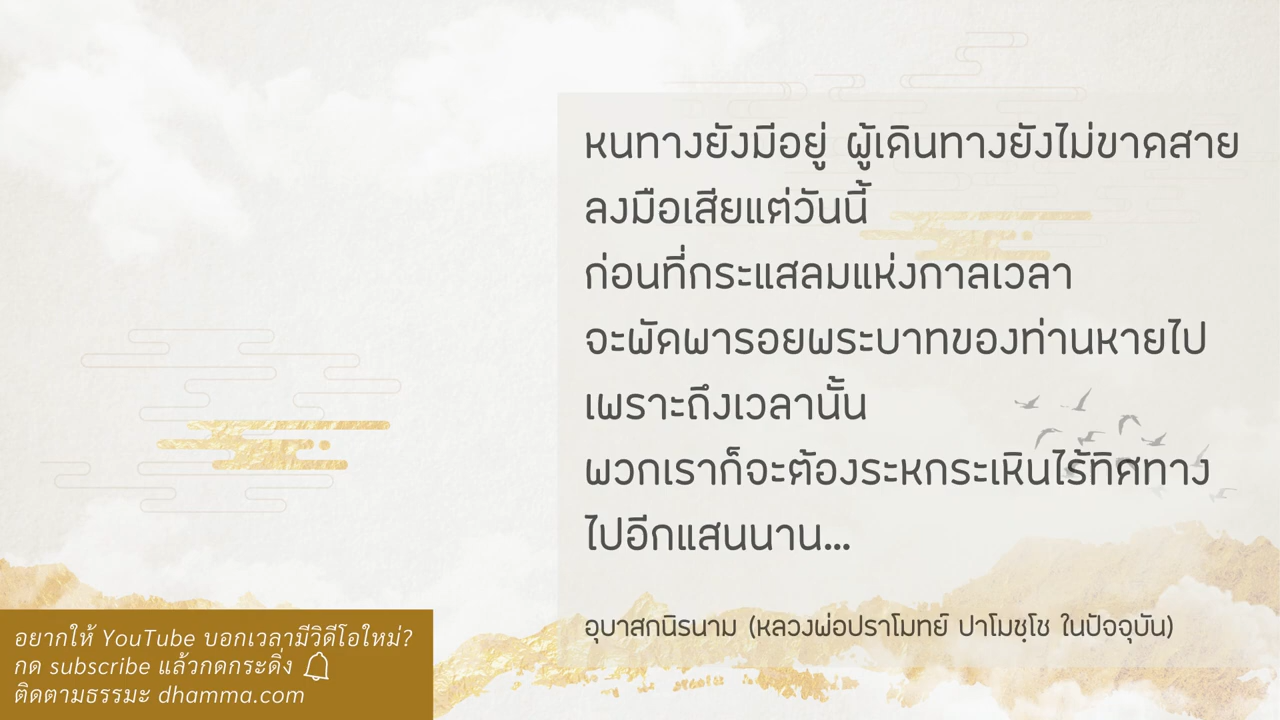 หนทางยังมีอยู่ ผู้เดินทางยังไม่ขาดสาย
ลงมือเสียแต่วันนี้
ก่อนที่กระแสลมแห่งกาลเวลา
จะพัดพารอยพระบาทของท่านหายไป
เพราะถึงเวลานั้น
พวกเราก็จะต้องระหกระเหินไร้ทิศทาง
ไปอีกแสนนาน...
อุบาสกนิรนาม (หลวงพ่อปราโมทย์ ปาโมชฺโช ในปัจจุบัน)
อยากให้ YouTube บอกเวลามีวิดีโอใหม่?
กด subscribe แล้วกดกระดิ่ง
ติดตามธรรมะ dhamma.com